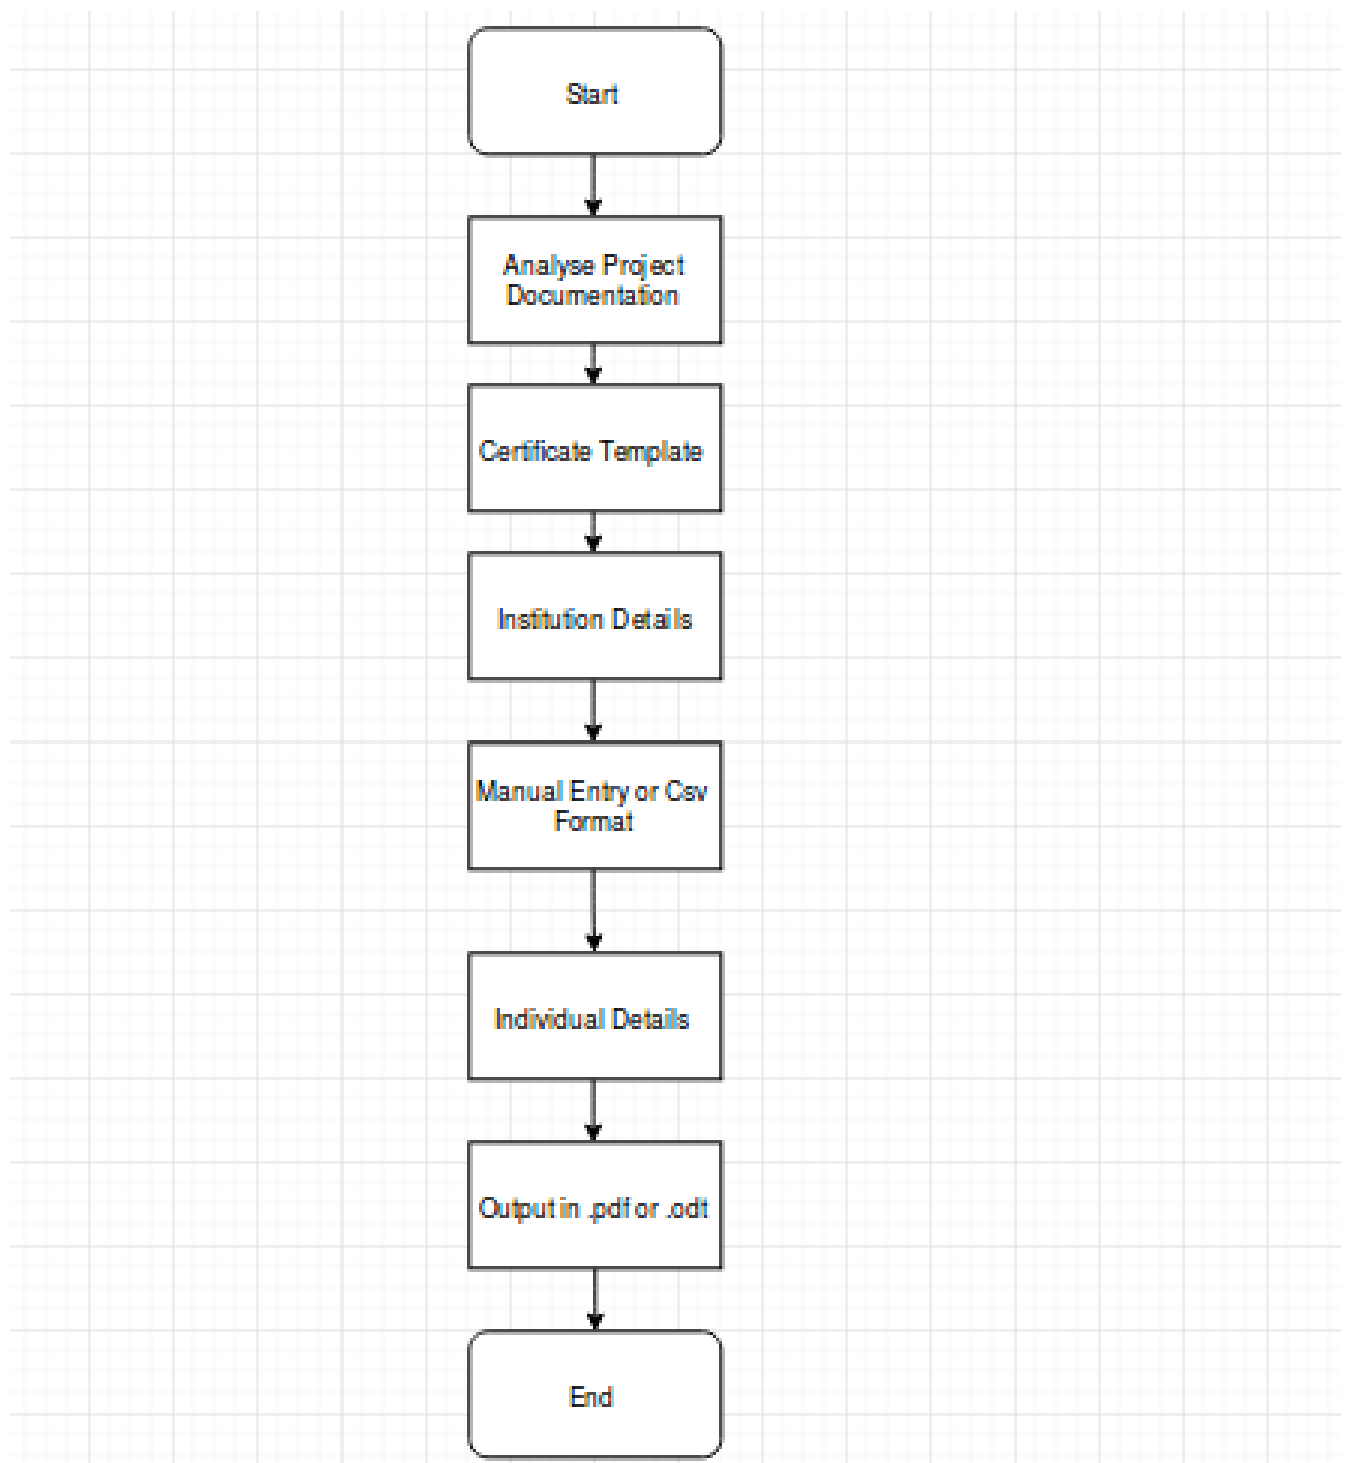 Start
Analyse Project
Documentation
Certificate Template
Institution Details
Manual Entry or Csv
Format
Individual Details
Output in .pdf or .odt
End